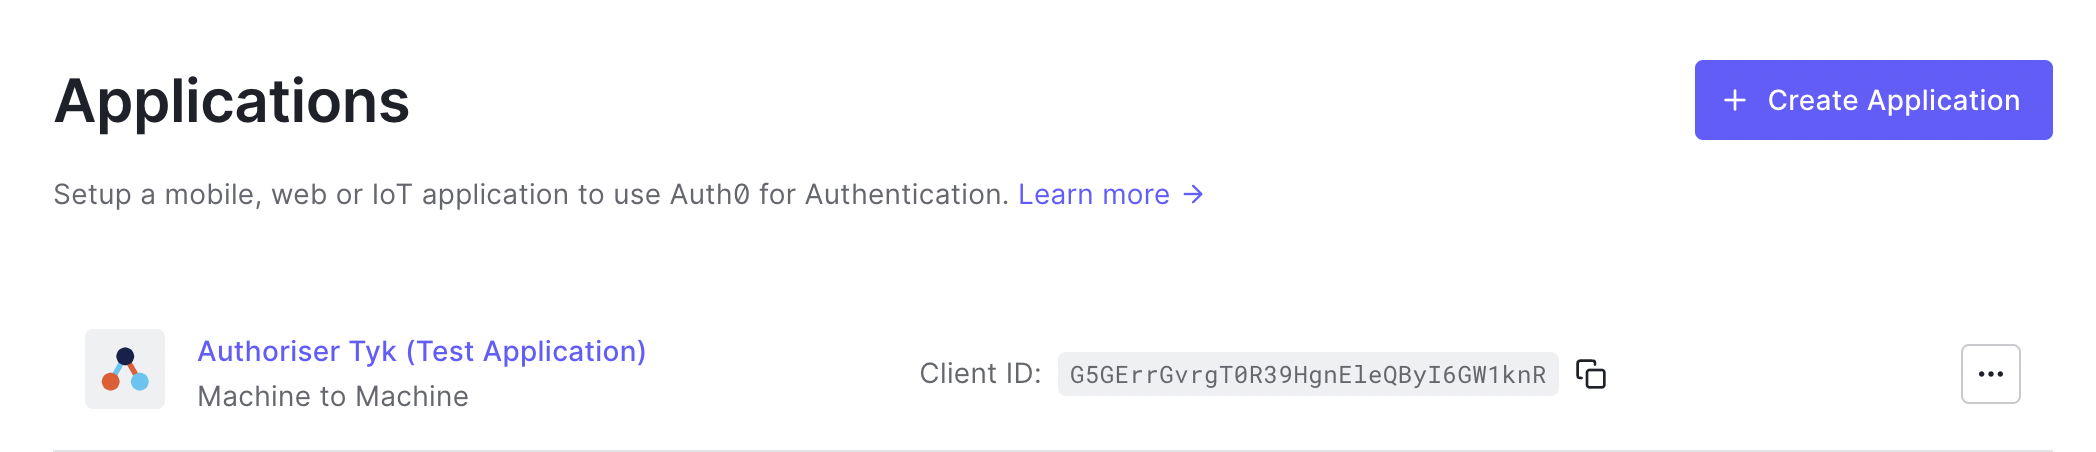 Applications
+ Create Application
Setup a mobile, web or IoT application to use Auth0 for Authentication. Learn more →
Authoriser Tyk (Test Application)
Machine to Machine
Client ID: G5GErrGvrgT0R39HgnEleQByI6GW1knR